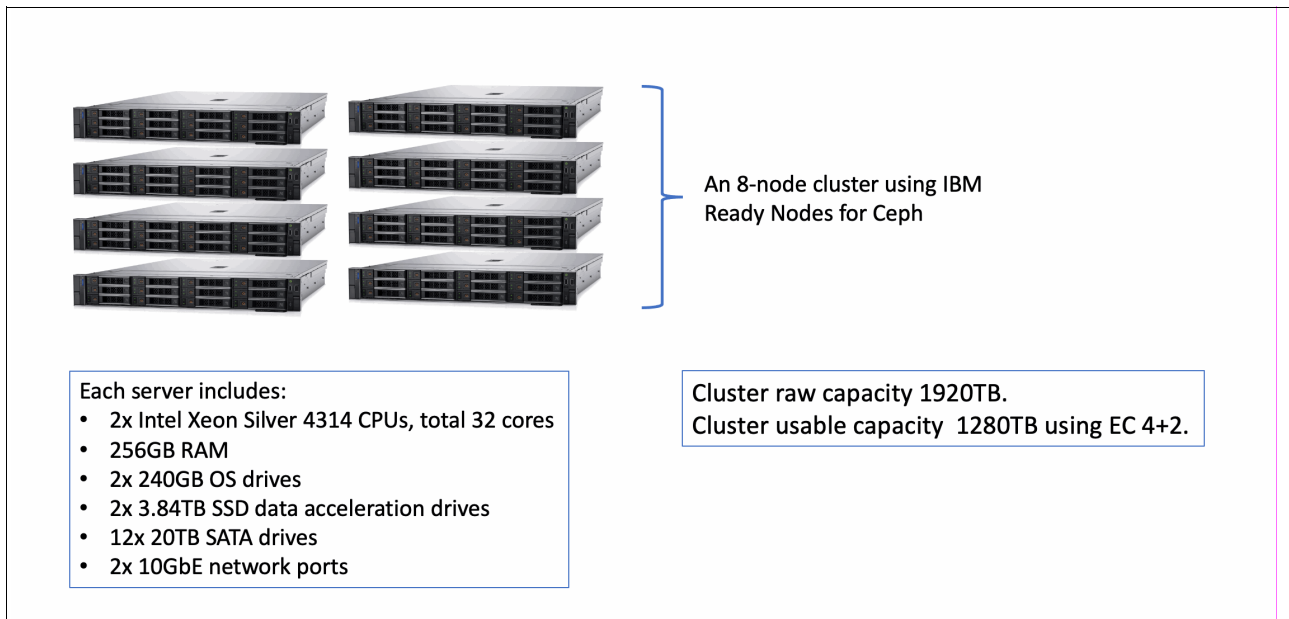 An 8-node cluster using IBM
Ready Nodes for Ceph
Each server includes:
• 2x Intel Xeon Silver 4314 CPUs, total 32 cores
• 256GB RAM
• 2x 240GB OS drives
• 2x 3.84TB SSD data acceleration drives
• 12x 20TB SATA drives
• 2x 10GbE network ports
Cluster raw capacity 1920TB.
Cluster usable capacity  1280TB using EC 4+2.